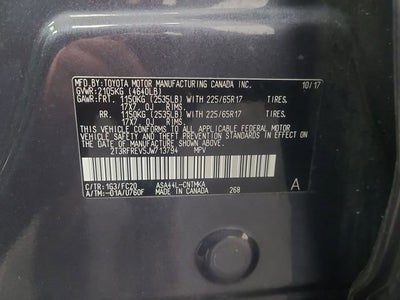 MFD.BY:TOYOTA MOTOR MANUFACTURING CANADA INC. 10/17
GVWR:2105KG (4640LB)
GAWR:FRT. 1150KG (2535LB) WITH 225/65R17 TIRES,
17X7.0J RIMS.
RR. 1150KG (2535LB) WITH 225/65R17 TIRES,
17X7.0J RIMS.
THIS VEHICLE CONFORMS TO ALL APPLICABLE FEDERAL MOTOR
VEHICLE SAFETY, BUMPER, AND THEFT PREVENTION STANDARDS IN EFFECT
ON THE DATE OF MANUFACTURE SHOWN ABOVE.
2T3RFREV5JW713794 MPV
C/TR:1G3/FC20 ASA44L-CNTMKA A
A/TM:-01A/U760F MADE IN CANADA 268